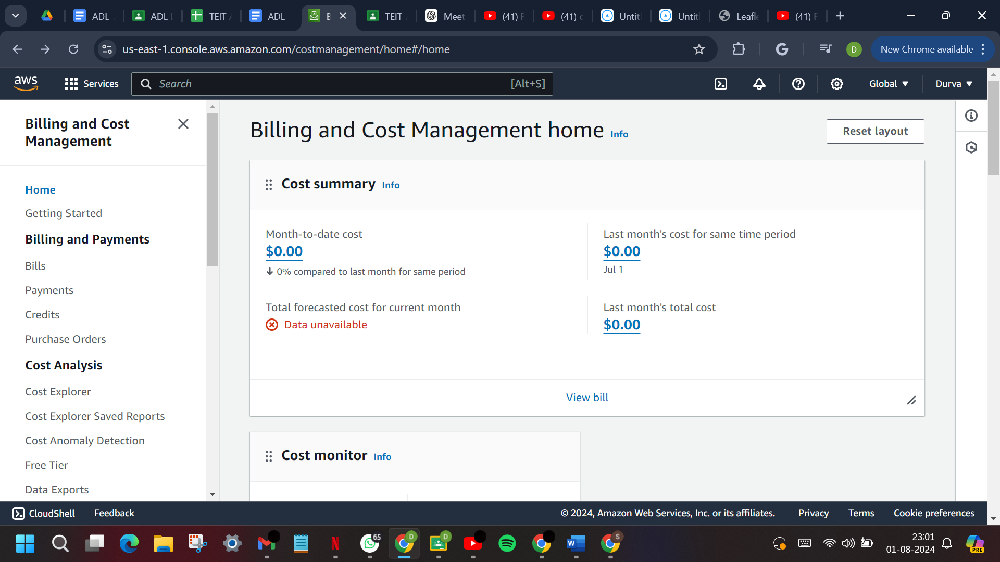 ADL_
ADL L
TEIT A
ADL_
E
TEIT-
Meet
(41) F
(41) c
Untit
Untit
Leafle
(41) F
us-east-1.console.aws.amazon.com/costmanagement/home#/home
D
New Chrome available
aws
Services
Search
[Alt+S]
Global
Durva
Billing and Cost
Management
Home
Getting Started
Billing and Payments
Bills
Payments
Credits
Purchase Orders
Cost Analysis
Cost Explorer
Cost Explorer Saved Reports
Cost Anomaly Detection
Free Tier
Data Exports
Billing and Cost Management home Info
Reset layout
Cost summary Info
Month-to-date cost
$0.00
0% compared to last month for same period
Last month's cost for same time period
$0.00
Jul 1
Total forecasted cost for current month
Data unavailable
Last month's total cost
$0.00
View bill
Cost monitor Info
CloudShell
Feedback
© 2024, Amazon Web Services, Inc. or its affiliates.
Privacy
Terms
Cookie preferences
65
D
D
S
W
N
PRE
23:01
01-08-2024